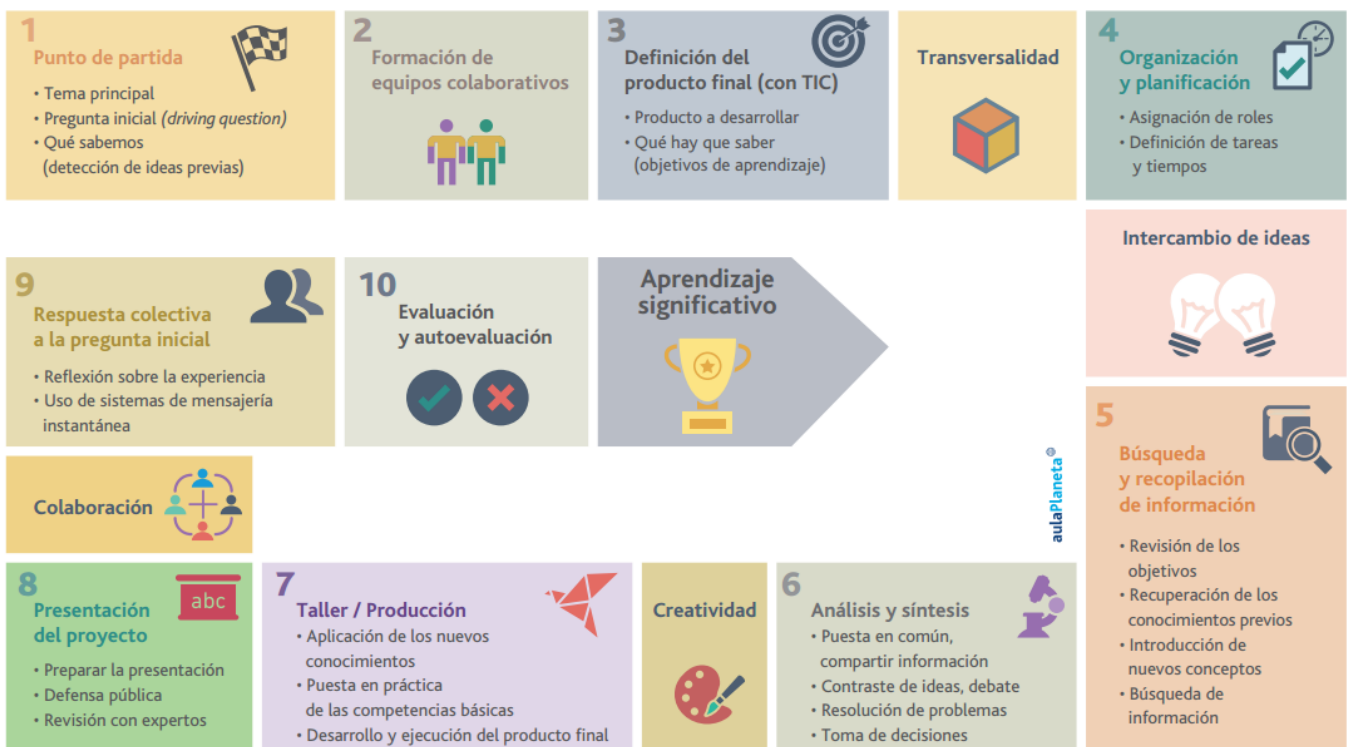 1
Punto de partida
• Tema principal
• Pregunta inicial (driving question)
• Qué sabemos
(detección de ideas previas)
2
Formación de
equipos colaborativos
3
Definición del
producto final (con TIC)
• Producto a desarrollar
• Qué hay que saber
(objetivos de aprendizaje)
Transversalidad
4
Organización
y planificación
• Asignación de roles
• Definición de tareas
y tiempos
Intercambio de ideas
5
Búsqueda
y recopilación
de información
• Revisión de los
objetivos
• Recuperación de los
conocimientos previos
• Introducción de
nuevos conceptos
• Búsqueda de
información
6
Análisis y síntesis
• Puesta en común,
compartir información
• Contraste de ideas, debate
• Resolución de problemas
• Toma de decisiones
Creatividad
7
Taller / Producción
• Aplicación de los nuevos
conocimientos
• Puesta en práctica
de las competencias básicas
• Desarrollo y ejecución del producto final
8
Presentación
del proyecto
abc
• Preparar la presentación
• Defensa pública
• Revisión con expertos
Colaboración
9
Respuesta colectiva
a la pregunta inicial
• Reflexión sobre la experiencia
• Uso de sistemas de mensajería
instantánea
10
Evaluación
y autoevaluación
Aprendizaje
significativo
aulaPlaneta